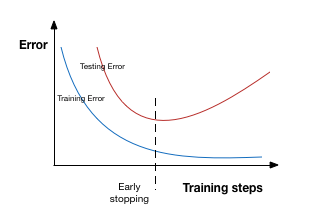 Error
Testing Error
Training Error
Early
stopping
Training steps